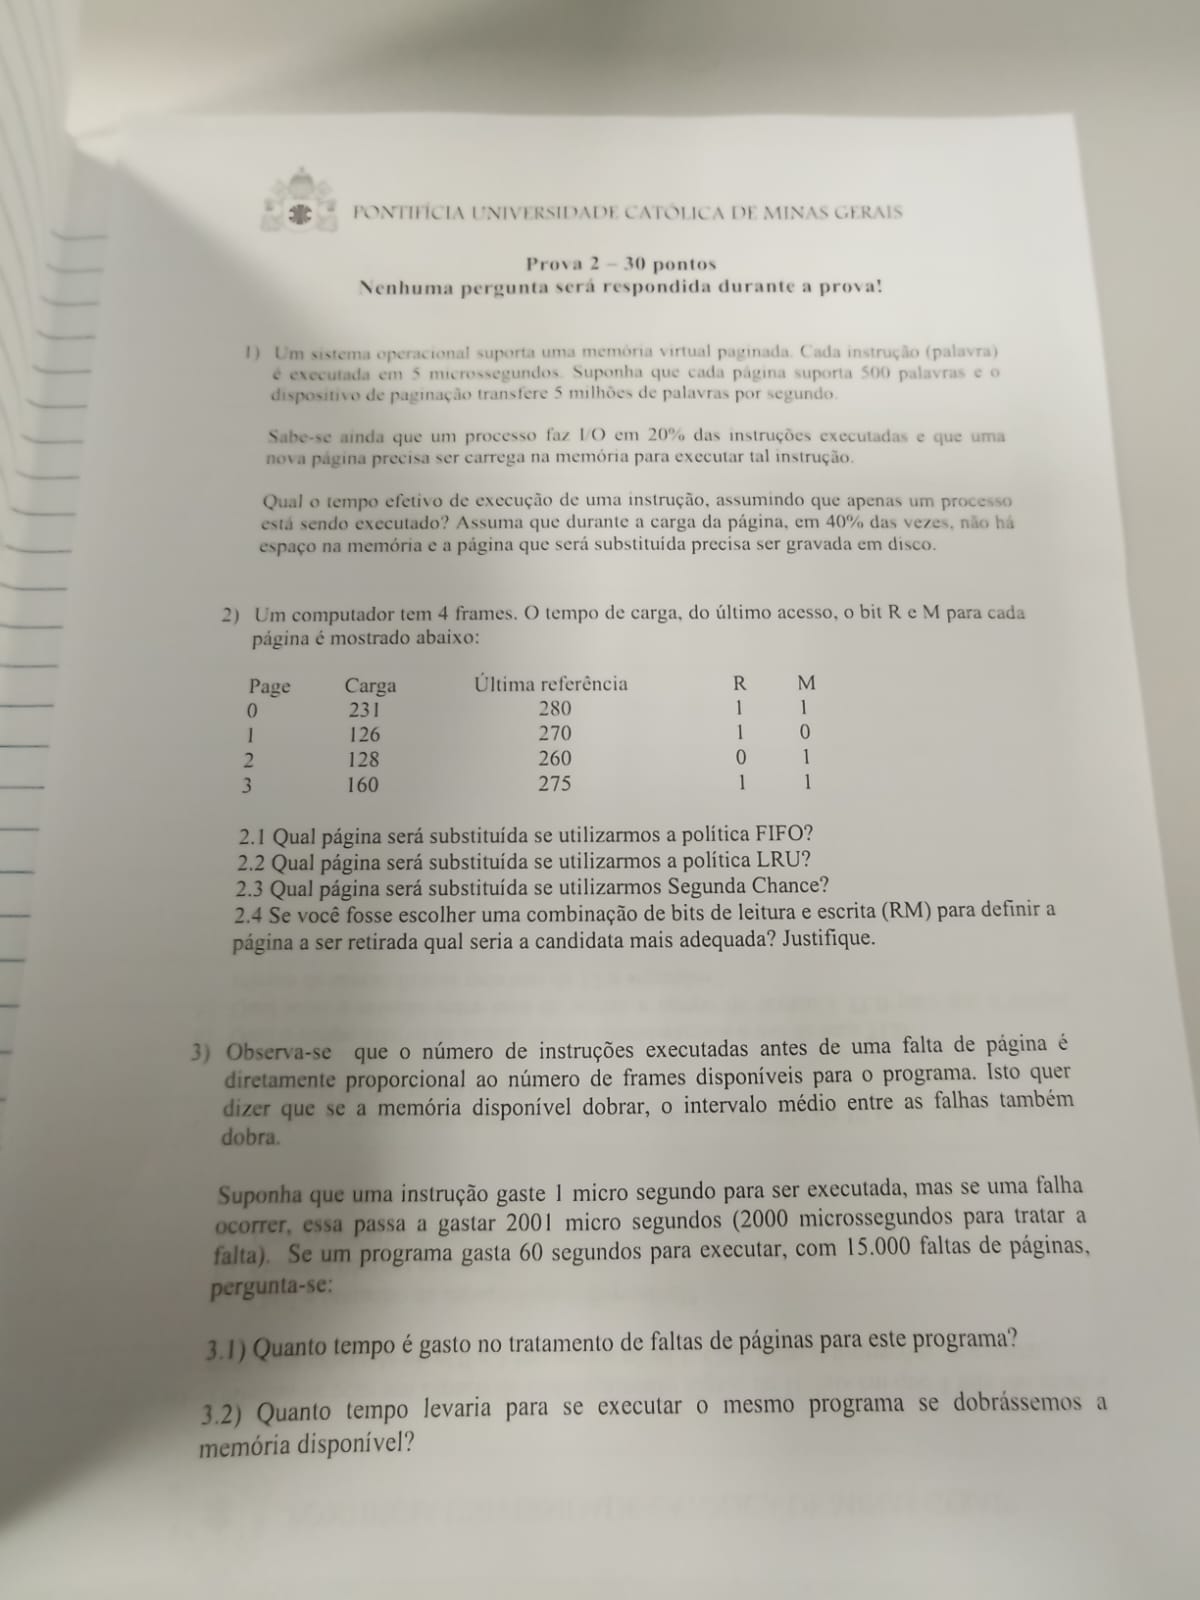 PONTIFÍCIA UNIVERSIDADE CATÓLICA DE MINAS GERAIS
Prova 2 – 30 pontos
Nenhuma pergunta será respondida durante a prova!
1) Um sistema operacional suporta uma memória virtual paginada. Cada instrução (palavra)
é executada em 5 microssegundos. Suponha que cada página suporta 500 palavras e o
dispositivo de paginação transfere 5 milhões de palavras por segundo.
Sabe-se ainda que um processo faz I/O em 20% das instruções executadas e que uma
nova página precisa ser carrega na memória para executar tal instrução.
Qual o tempo efetivo de execução de uma instrução, assumindo que apenas um processo
está sendo executado? Assuma que durante a carga da página, em 40% das vezes, não há
espaço na memória e a página que será substituída precisa ser gravada em disco.
2) Um computador tem 4 frames. O tempo de carga, do último acesso, o bit R e M para cada
página é mostrado abaixo:
Page Carga Última referência R M
0 231 280 1 1
1 126 270 1 0
2 128 260 0 1
3 160 275 1 1
2.1 Qual página será substituída se utilizarmos a política FIFO?
2.2 Qual página será substituída se utilizarmos a política LRU?
2.3 Qual página será substituída se utilizarmos Segunda Chance?
2.4 Se você fosse escolher uma combinação de bits de leitura e escrita (RM) para definir a
página a ser retirada qual seria a candidata mais adequada? Justifique.
3) Observa-se que o número de instruções executadas antes de uma falta de página é
diretamente proporcional ao número de frames disponíveis para o programa. Isto quer
dizer que se a memória disponível dobrar, o intervalo médio entre as falhas também
dobra.
Suponha que uma instrução gaste 1 micro segundo para ser executada, mas se uma falha
ocorrer, essa passa a gastar 2001 micro segundos (2000 microssegundos para tratar a
falta). Se um programa gasta 60 segundos para executar, com 15.000 faltas de páginas,
pergunta-se:
3.1) Quanto tempo é gasto no tratamento de faltas de páginas para este programa?
3.2) Quanto tempo levaria para se executar o mesmo programa se dobrássemos a
memória disponível?